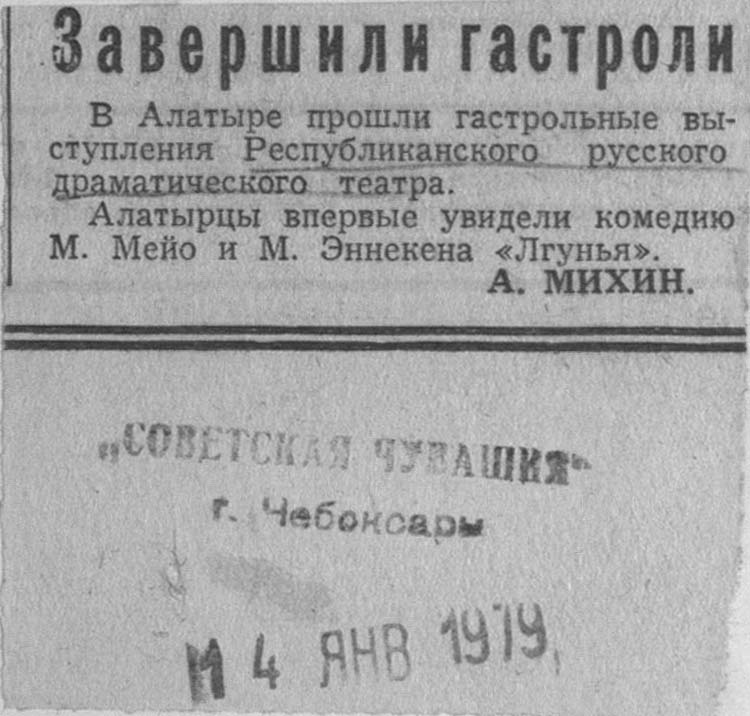 Завершили гастроли
В Алатыре прошли гастрольные вы-
ступления Республиканского русского
драматического театра.
Алатырцы впервые увидели комедию
М. Мейо и М. Эннекена «Лгунья».
А. МИХИН.
„СОВЕТСКАЯ ЧУВАШИЯ“
г. Чебоксары
14 ЯНВ 1979